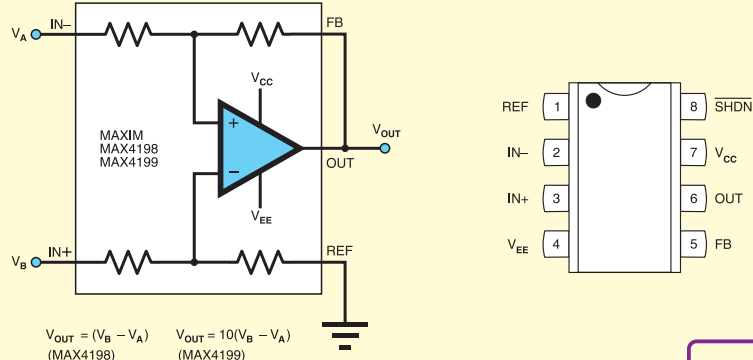 IN–
FB
V_A
V_CC
MAXIM
MAX4198
MAX4199
+
–
V_OUT
OUT
V_EE
IN+
REF
V_B
V_OUT = (V_B – V_A)
(MAX4198)
V_OUT = 10(V_B – V_A)
(MAX4199)
REF 1
IN– 2
IN+ 3
V_EE 4
8 S̅H̅D̅N̅
7 V_CC
6 OUT
5 FB